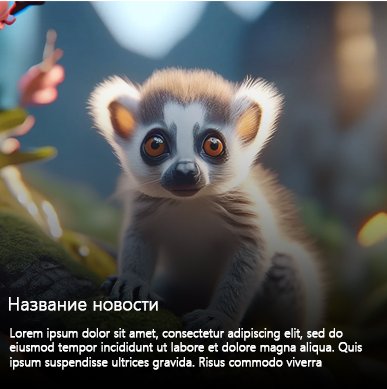 Название новости
Lorem ipsum dolor sit amet, consectetur adipiscing elit, sed do
eiusmod tempor incididunt ut labore et dolore magna aliqua. Quis
ipsum suspendisse ultrices gravida. Risus commodo viverra